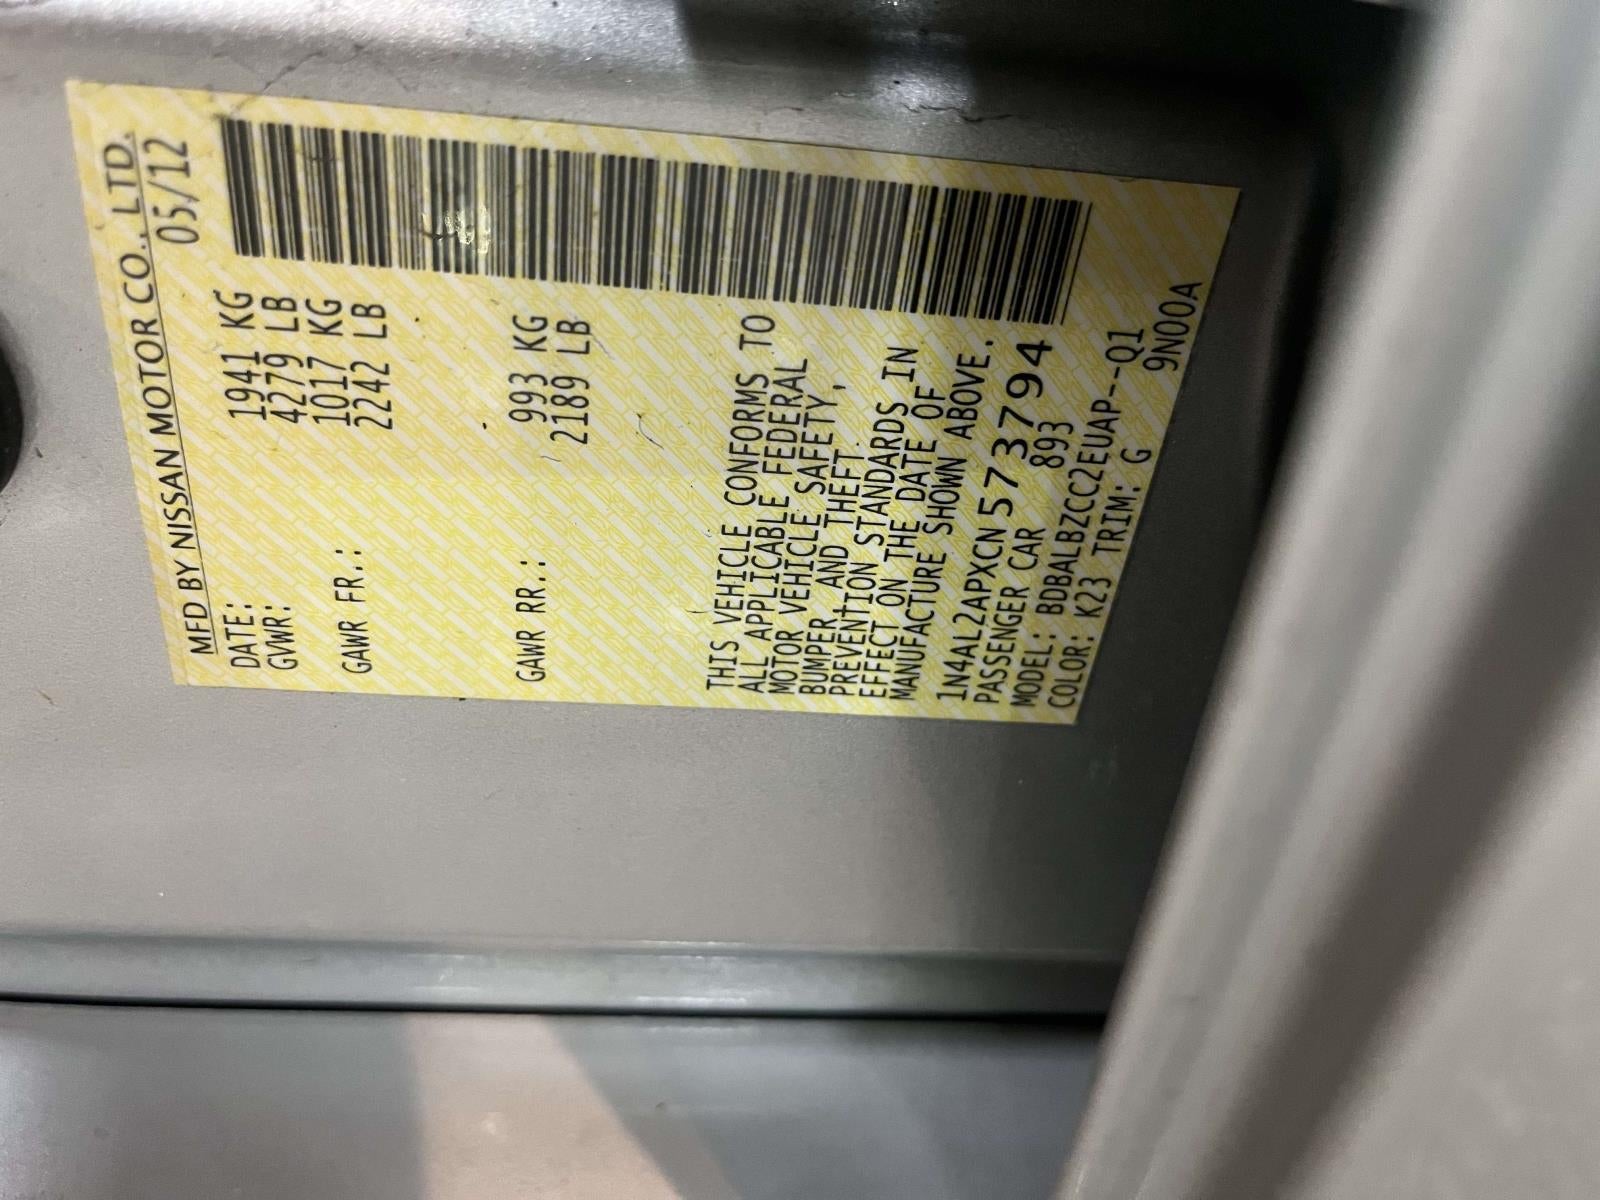 MFD BY NISSAN MOTOR CO., LTD.
DATE: 05/12
GVWR: 1941 KG
4279 LB
GAWR FR.: 1017 KG
2242 LB
GAWR RR.: 993 KG
2189 LB
THIS VEHICLE CONFORMS TO
ALL APPLICABLE FEDERAL
MOTOR VEHICLE SAFETY,
BUMPER, AND THEFT
PREVENTION STANDARDS IN
EFFECT ON THE DATE OF
MANUFACTURE SHOWN ABOVE.
1N4AL2APXCN573794
PASSENGER CAR 893
MODEL: BDBALBZCC2EUAP--Q1
COLOR: K23 TRIM: G 9N00A